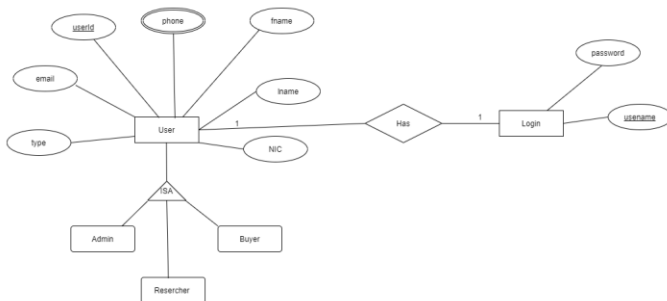 phone
fname
userId
password
email
lname
usename
User
1
Has
1
Login
type
NIC
ISA
Admin
Buyer
Resercher